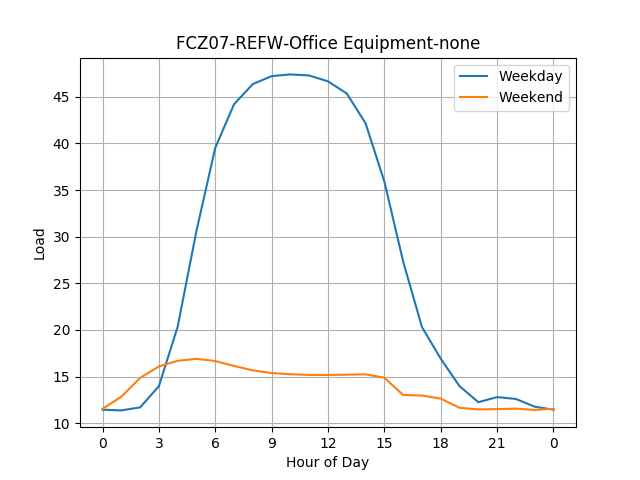 FCZ07-REFW-Office Equipment-none
Weekday
Weekend
45
40
35
30
25
20
15
10
Load
0 3 6 9 12 15 18 21 0
Hour of Day